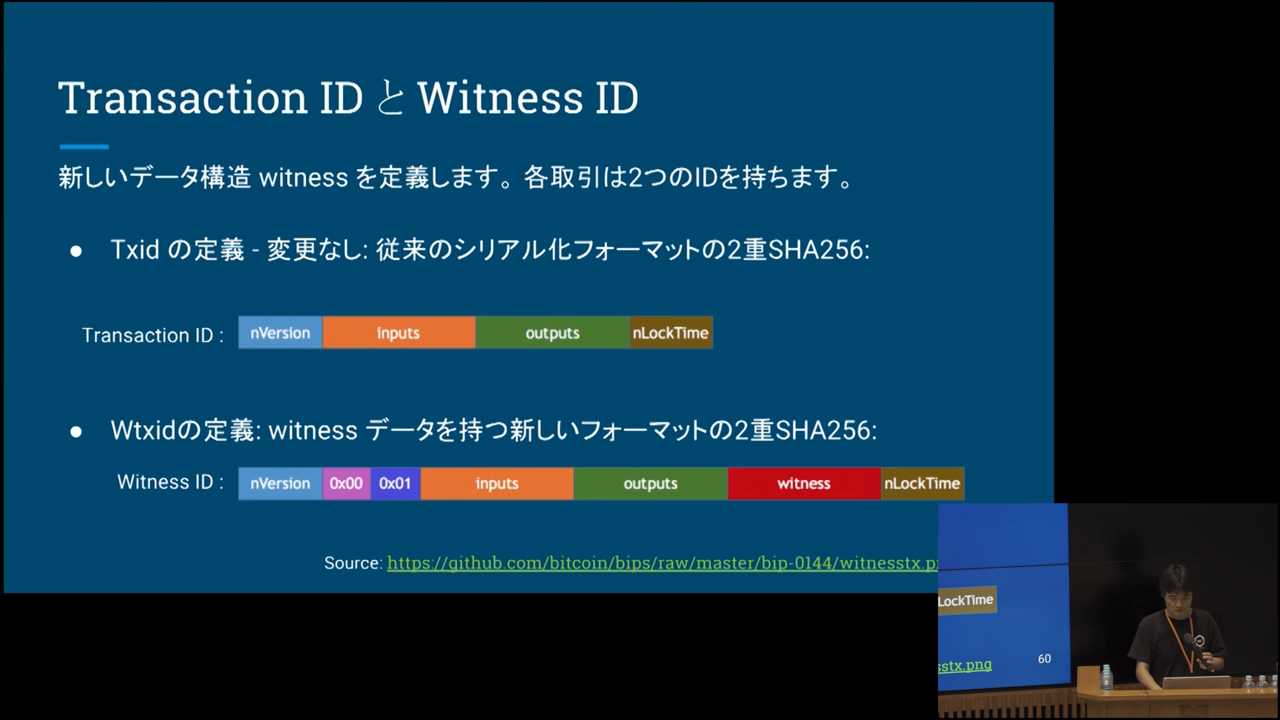 Transaction ID と Witness ID
新しいデータ構造 witness を定義します。各取引は2つのIDを持ちます。
● Txid の定義 - 変更なし: 従来のシリアル化フォーマットの2重SHA256:
Transaction ID : nVersion inputs outputs nLockTime
● Wtxidの定義: witness データを持つ新しいフォーマットの2重SHA256:
Witness ID : nVersion 0x00 0x01 inputs outputs witness nLockTime
Source: https://github.com/bitcoin/bips/raw/master/bip-0144/witnesstx.p
LockTime
sstx.png
60